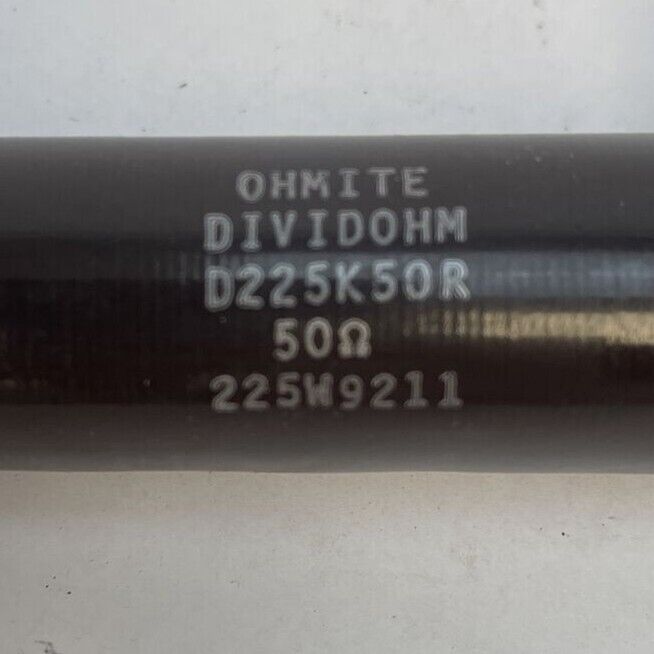 OHMITE
DIVIDOHM
D225K50R
50Ω
225W9211